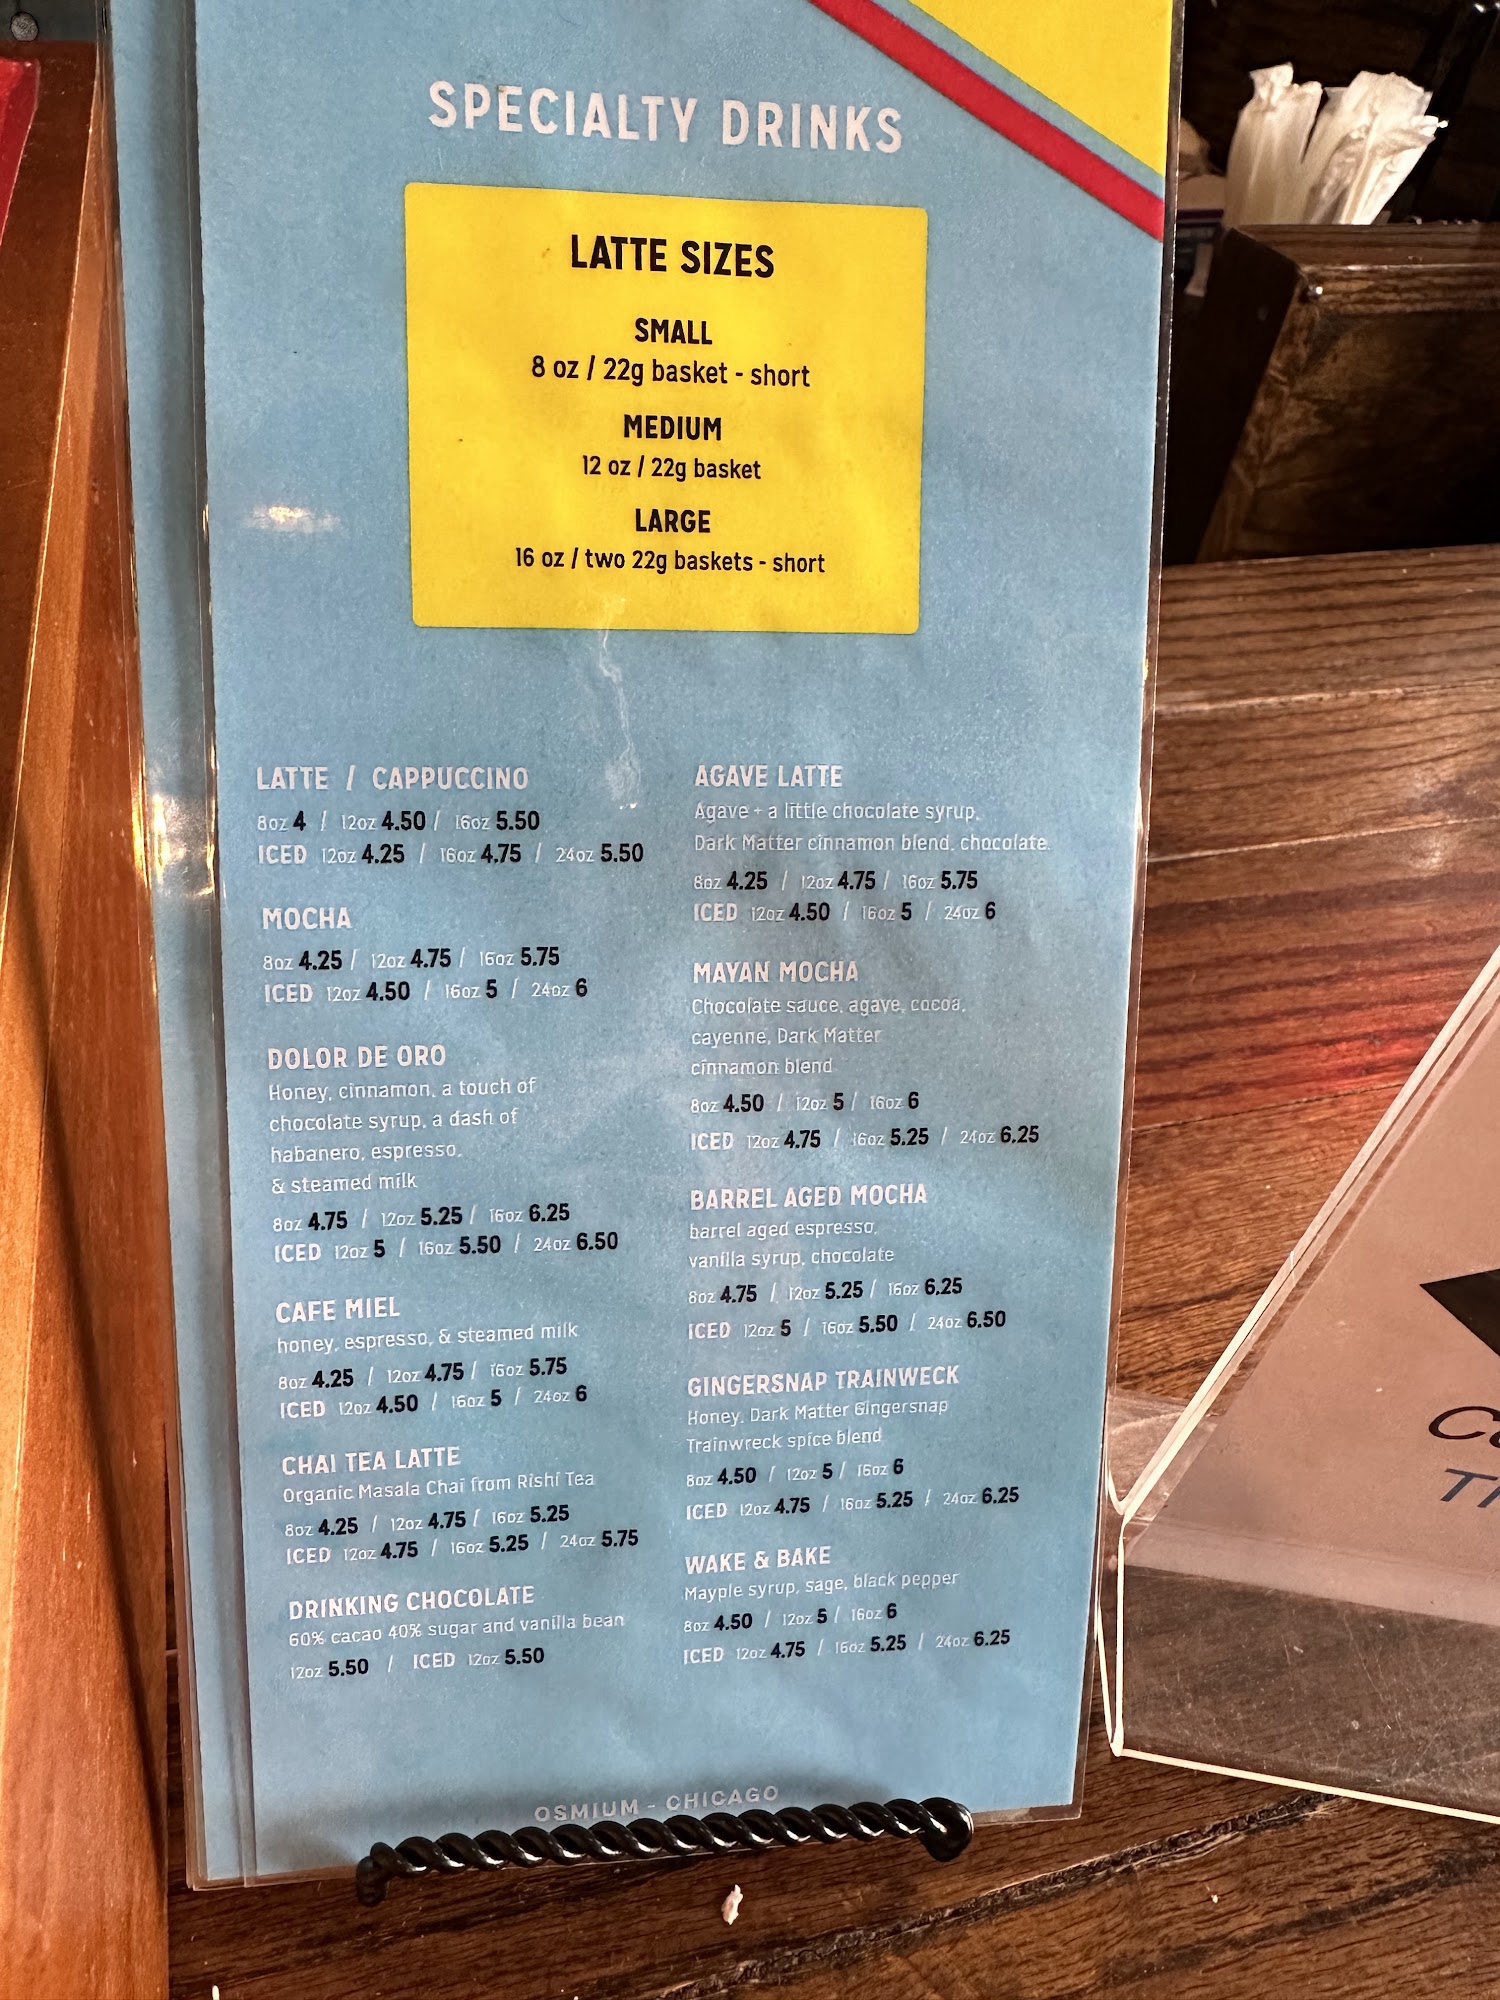 SPECIALTY DRINKS
LATTE SIZES
SMALL
8 oz / 22g basket - short
MEDIUM
12 oz / 22g basket
LARGE
16 oz / two 22g baskets - short
LATTE / CAPPUCCINO
8oz 4 / 12oz 4.50 / 16oz 5.50
ICED 12oz 4.25 / 16oz 4.75 / 24oz 5.50
MOCHA
8oz 4.25 / 12oz 4.75 / 16oz 5.75
ICED 12oz 4.50 / 16oz 5 / 24oz 6
DOLOR DE ORO
Honey, cinnamon, a touch of
chocolate syrup, a dash of
habanero, espresso,
& steamed milk
8oz 4.75 / 12oz 5.25 / 16oz 6.25
ICED 12oz 5 / 16oz 5.50 / 24oz 6.50
CAFE MIEL
honey, espresso, & steamed milk
8oz 4.25 / 12oz 4.75 / 16oz 5.75
ICED 12oz 4.50 / 16oz 5 / 24oz 6
CHAI TEA LATTE
Organic Masala Chai from Rishi Tea
8oz 4.25 / 12oz 4.75 / 16oz 5.25
ICED 12oz 4.75 / 16oz 5.25 / 24oz 5.75
DRINKING CHOCOLATE
60% cacao 40% sugar and vanilla bean
12oz 5.50 / ICED 12oz 5.50
AGAVE LATTE
Agave + a little chocolate syrup,
Dark Matter cinnamon blend, chocolate.
8oz 4.25 / 12oz 4.75 / 16oz 5.75
ICED 12oz 4.50 / 16oz 5 / 24oz 6
MAYAN MOCHA
Chocolate sauce, agave, cocoa,
cayenne, Dark Matter
cinnamon blend
8oz 4.50 / 12oz 5 / 16oz 6
ICED 12oz 4.75 / 16oz 5.25 / 24oz 6.25
BARREL AGED MOCHA
barrel aged espresso,
vanilla syrup, chocolate
8oz 4.75 / 12oz 5.25 / 16oz 6.25
ICED 12oz 5 / 16oz 5.50 / 24oz 6.50
GINGERSNAP TRAINWECK
Honey, Dark Matter Gingersnap
Trainwreck spice blend
8oz 4.50 / 12oz 5 / 16oz 6
ICED 12oz 4.75 / 16oz 5.25 / 24oz 6.25
WAKE & BAKE
Mayple syrup, sage, black pepper
8oz 4.50 / 12oz 5 / 16oz 6
ICED 12oz 4.75 / 16oz 5.25 / 24oz 6.25
OSMIUM - CHICAGO